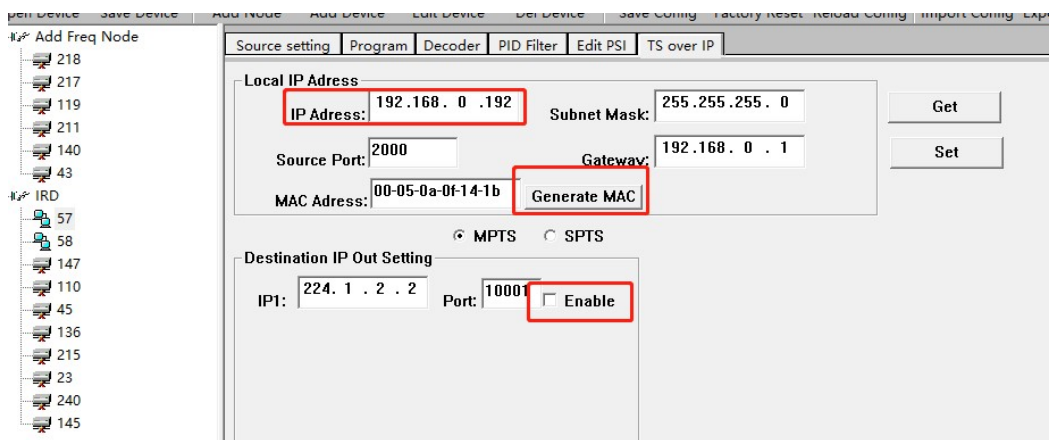 pen Device Save Device Add Node Add Device Edit Device Del Device Save Config Factory Reset Reload Config Import Config Exp
Add Freq Node
218
217
119
211
140
43
IRD
57
58
147
110
45
136
215
23
240
145
Source setting Program Decoder PID Filter Edit PSI TS over IP
Local IP Adress
IP Adress: 192.168. 0 .192 Subnet Mask: 255.255.255. 0 Get
Source Port: 2000 Gateway: 192.168. 0 . 1 Set
MAC Adress: 00-05-0a-0f-14-1b Generate MAC
MPTS SPTS
Destination IP Out Setting
IP1: 224. 1 . 2 . 2 Port: 10001 Enable